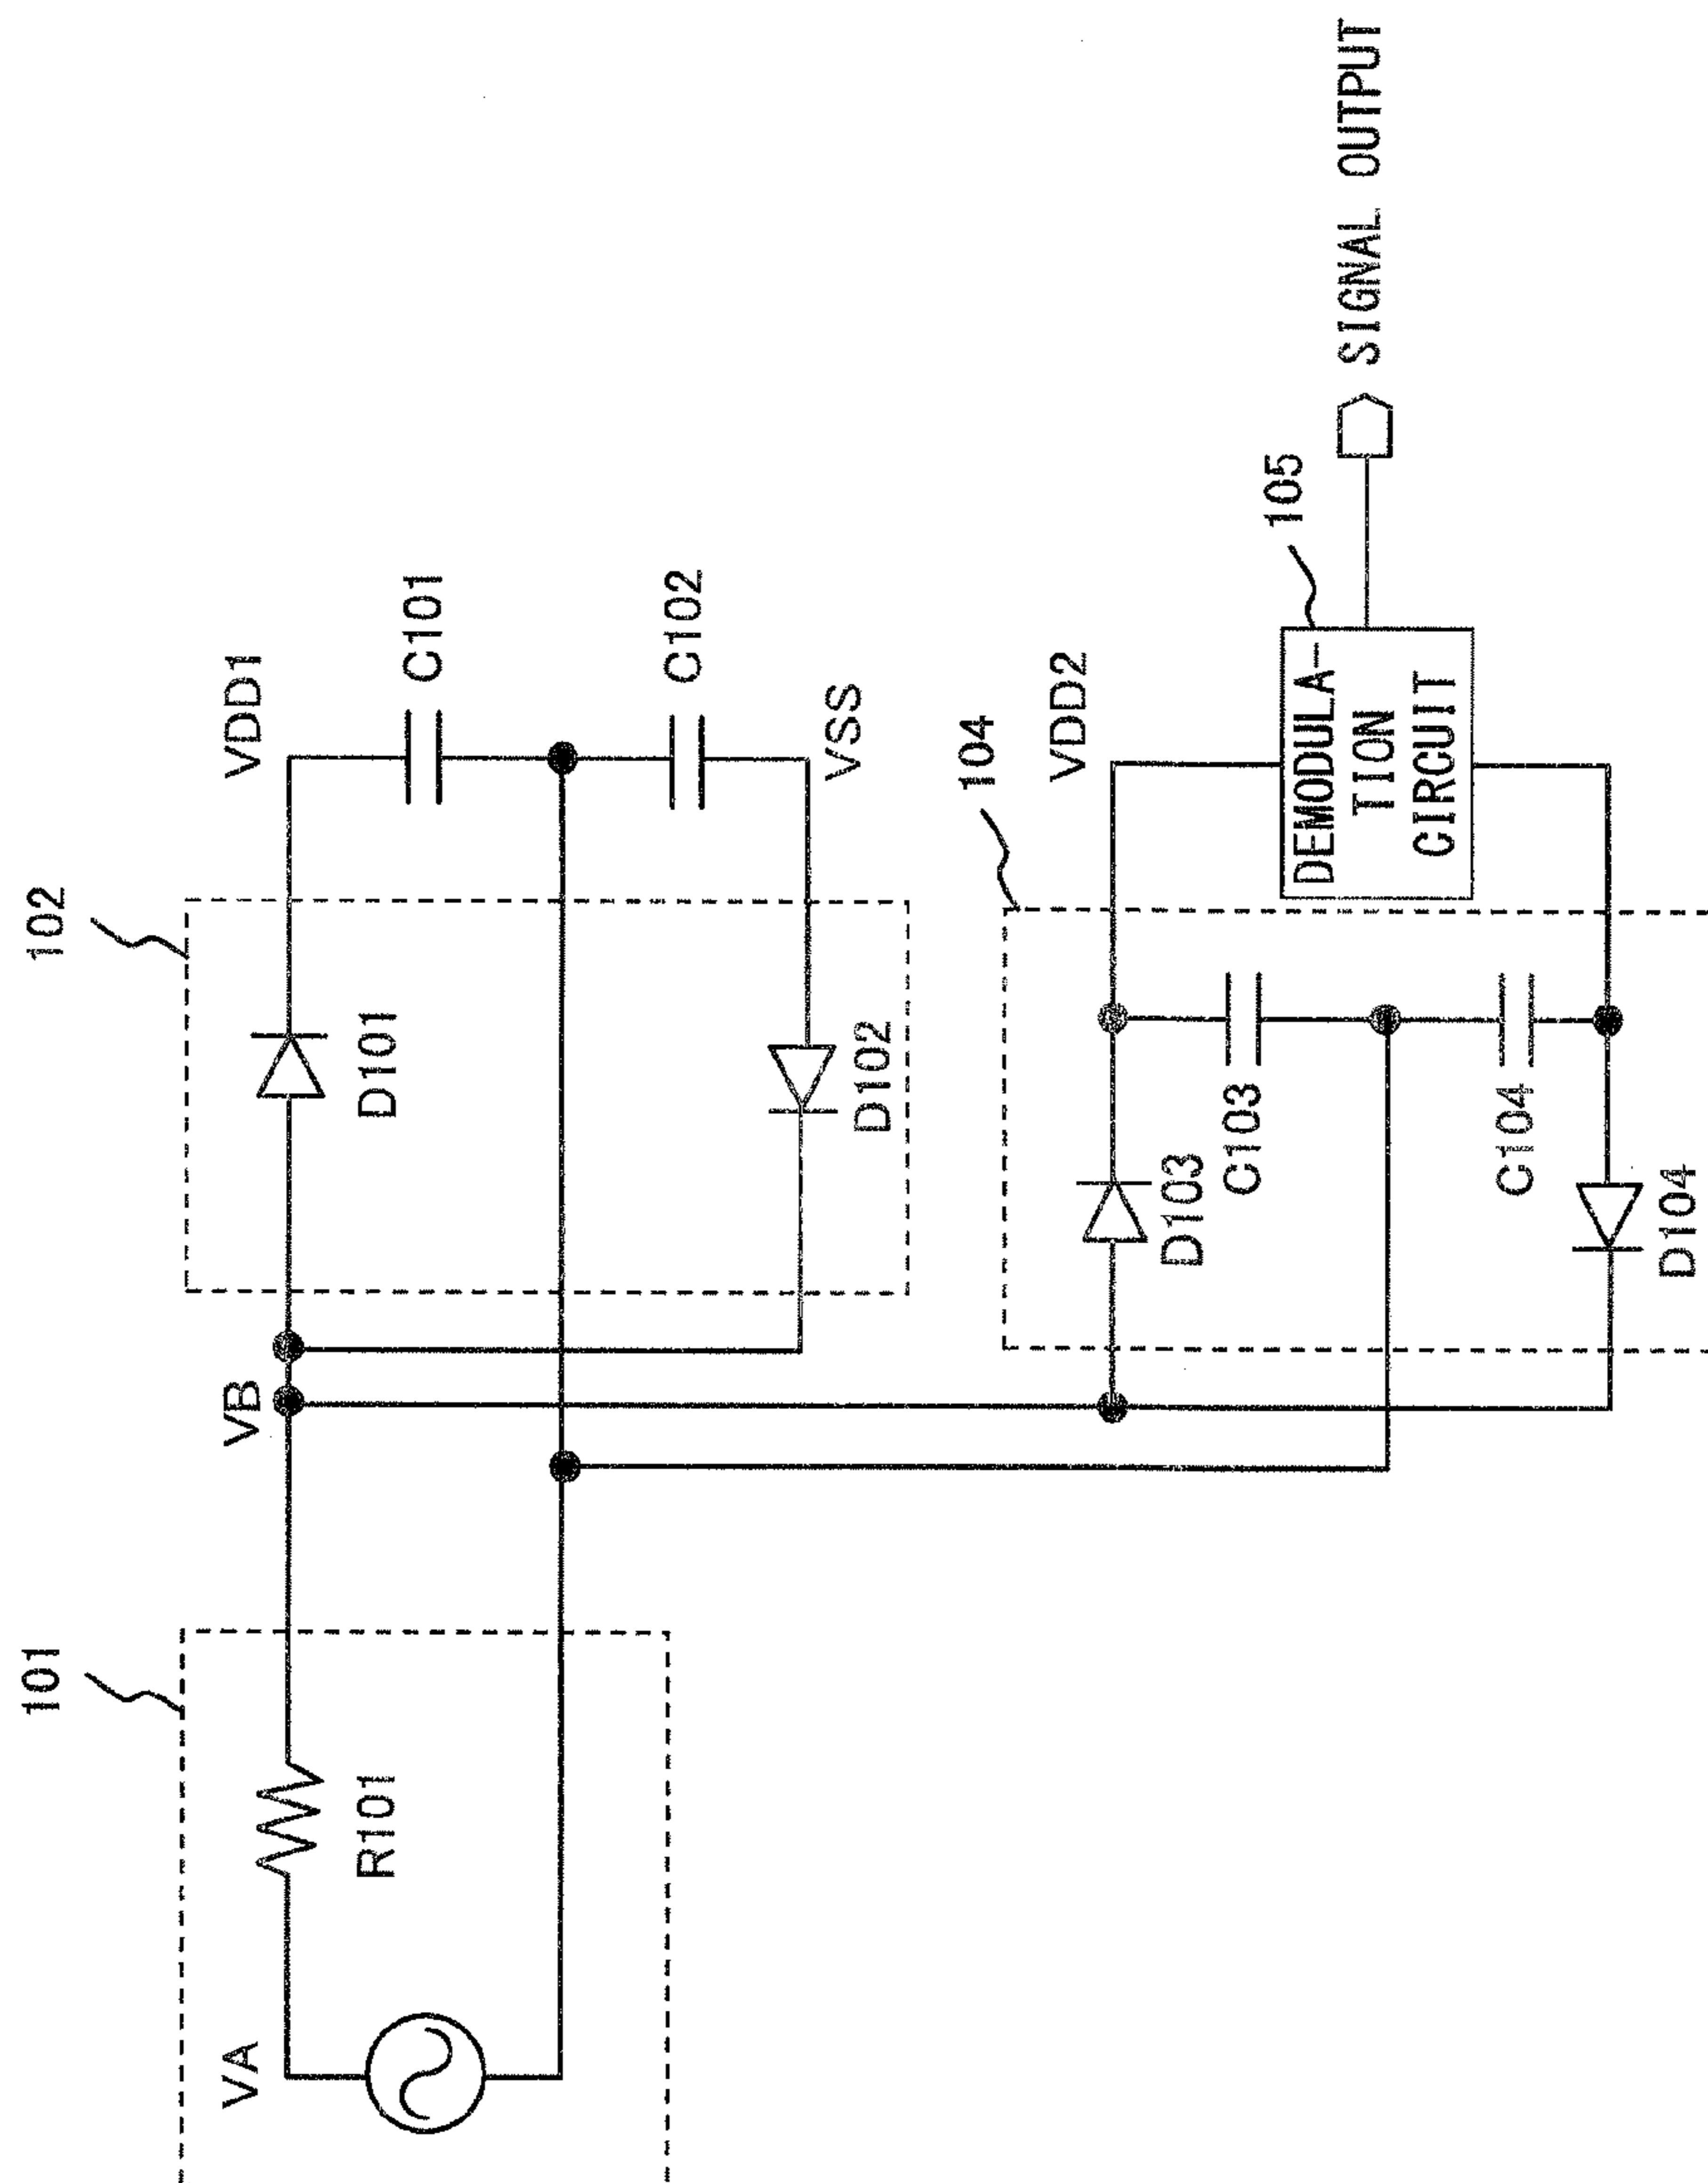 101
VA
R101
VB
102
D101
D102
VDD1
C101
C102
VSS
104
D103
C103
C104
D104
VDD2
105
DEMODULA-
TION
CIRCUIT
SIGNAL OUTPUT